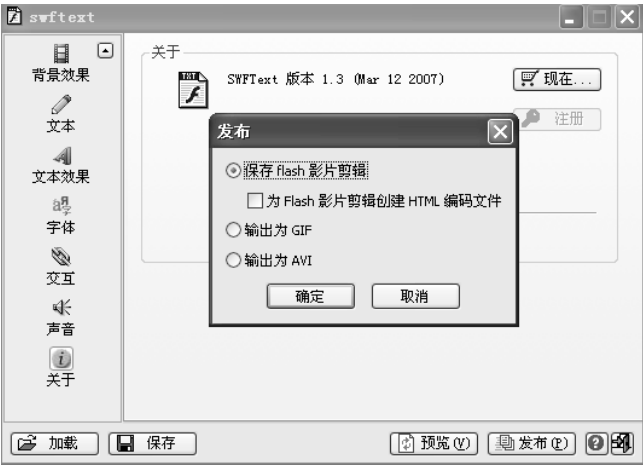 swftext
背景效果
文本
文本效果
字体
交互
声音
关于
关于
SWFText 版本 1.3 (Mar 12 2007)
现在...
注册
发布
保存 flash 影片剪辑
为 Flash 影片剪辑创建 HTML 编码文件
输出为 GIF
输出为 AVI
确定
取消
加载
保存
预览(V)
发布(P)